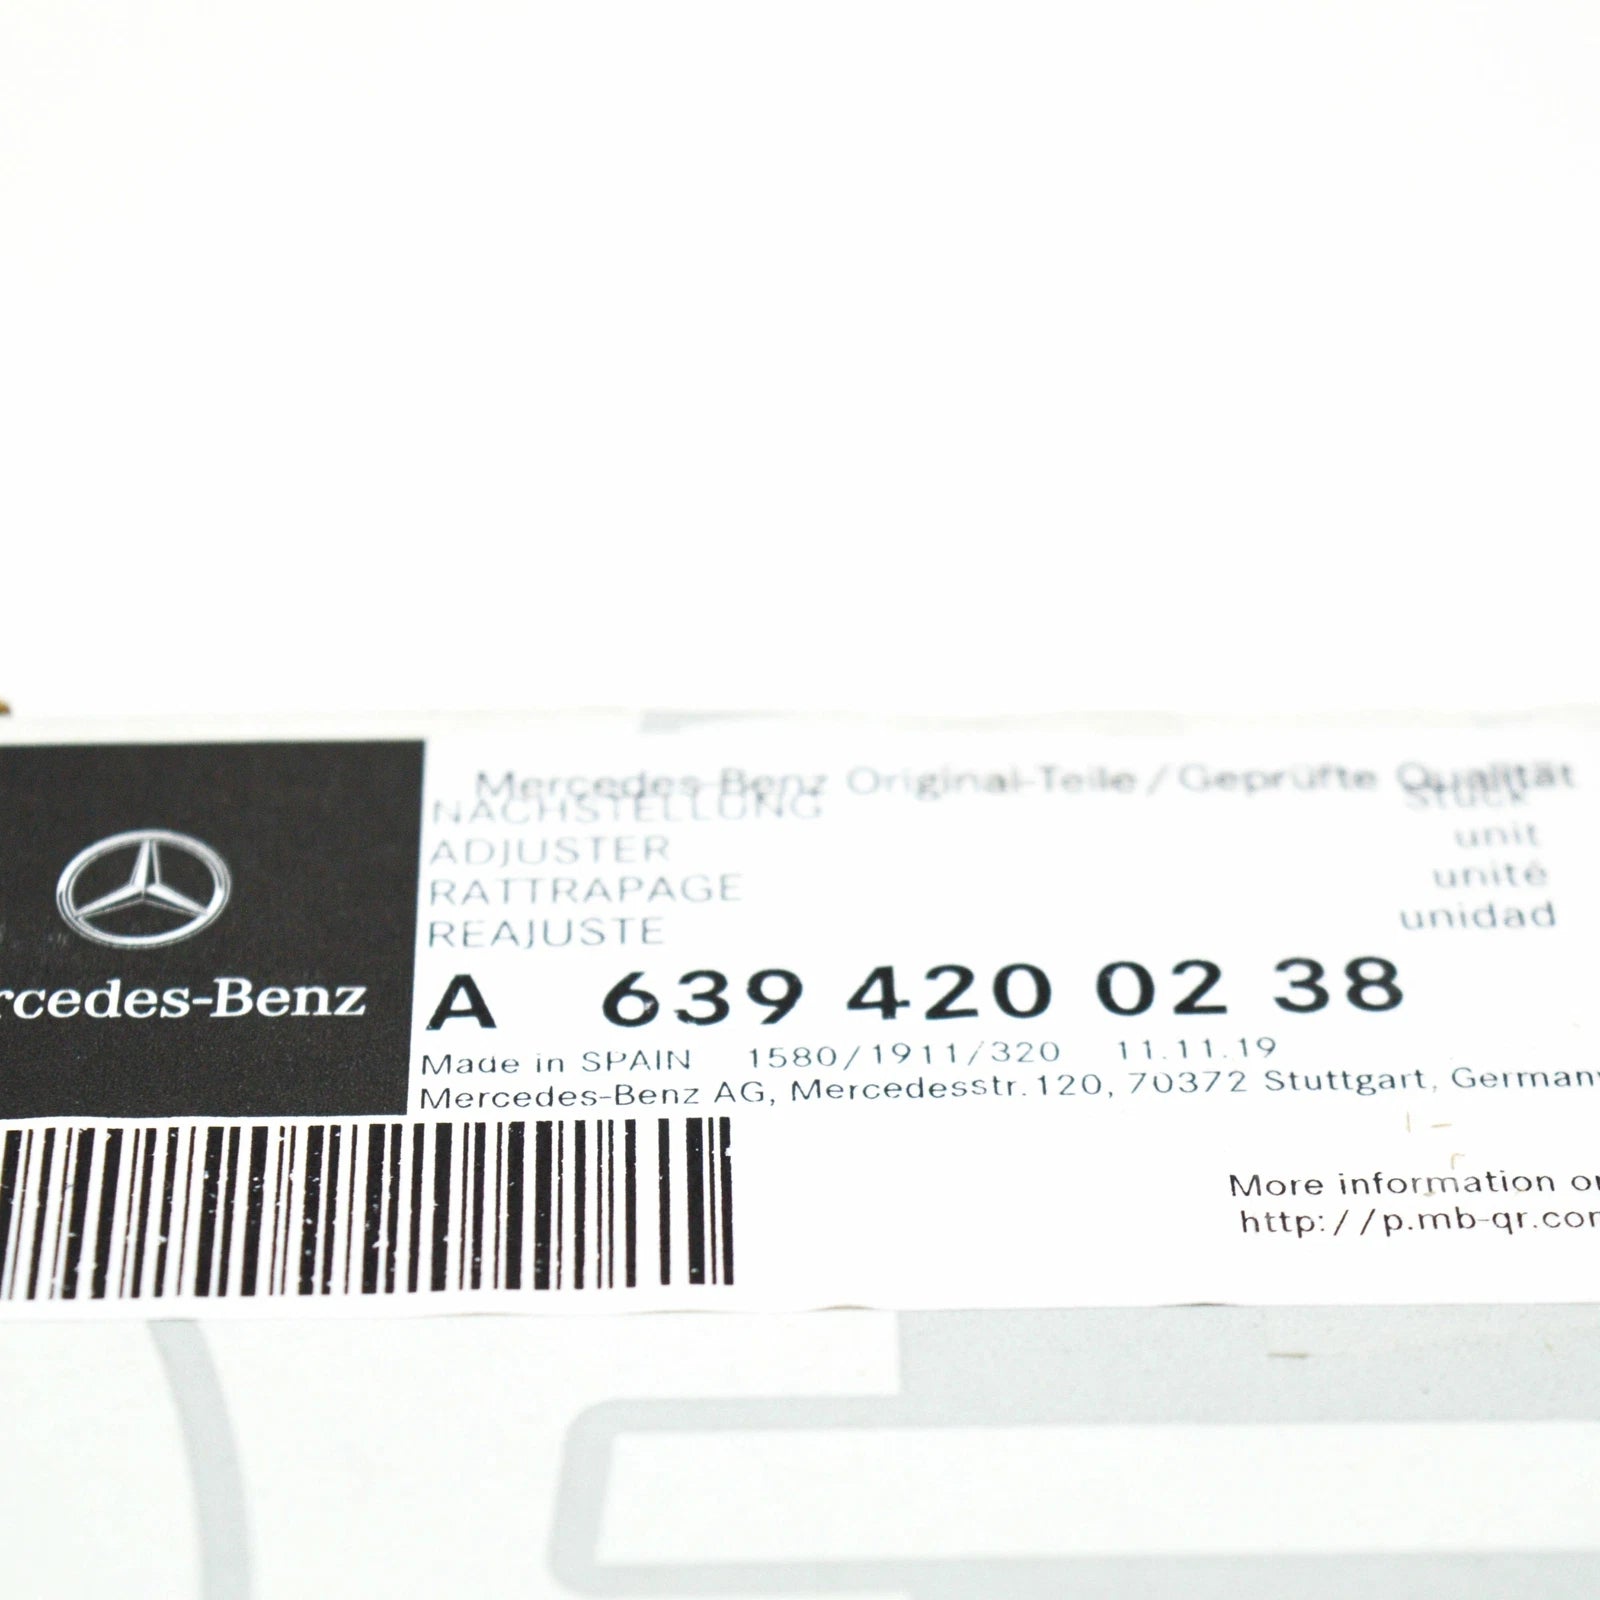 Mercedes-Benz Original-Teile / Geprüfte Qualität
NACHSTELLUNG Stück
ADJUSTER unit
RATTRAPAGE unité
REAJUSTE unidad
rcedes-Benz
A 639 420 02 38
Made in SPAIN 1580/1911/320 11.11.19
Mercedes-Benz AG, Mercedesstr. 120, 70372 Stuttgart, German
More information o
http://p.mb-qr.co